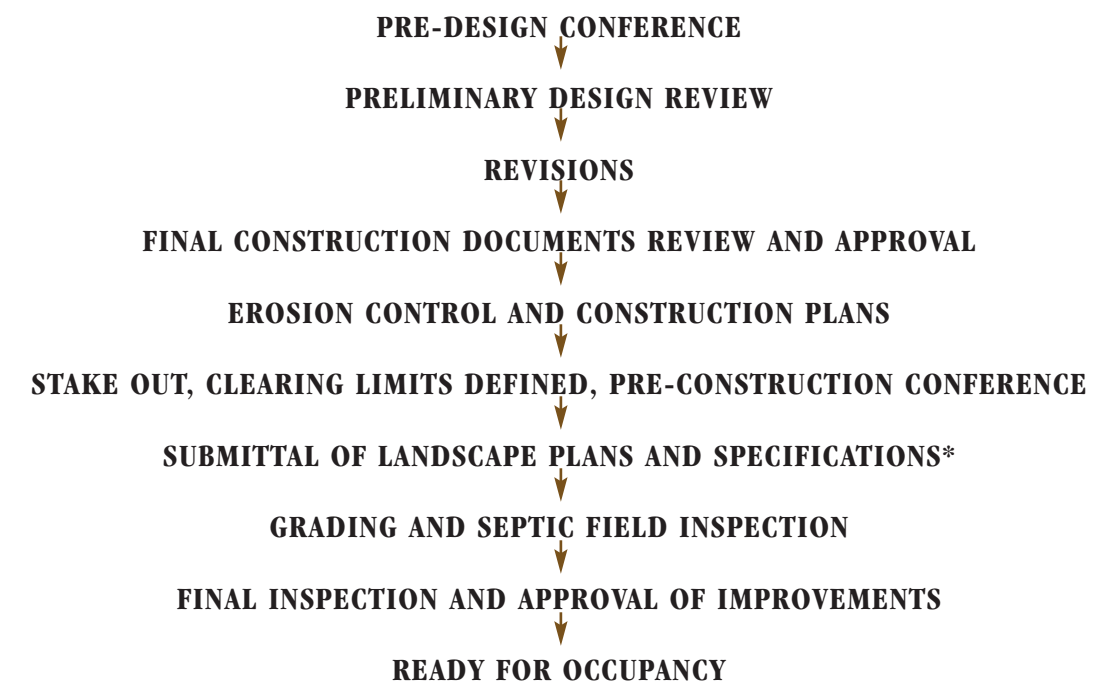 PRE-DESIGN CONFERENCE
PRELIMINARY DESIGN REVIEW
REVISIONS
FINAL CONSTRUCTION DOCUMENTS REVIEW AND APPROVAL
EROSION CONTROL AND CONSTRUCTION PLANS
STAKE OUT, CLEARING LIMITS DEFINED, PRE-CONSTRUCTION CONFERENCE
SUBMITTAL OF LANDSCAPE PLANS AND SPECIFICATIONS*
GRADING AND SEPTIC FIELD INSPECTION
FINAL INSPECTION AND APPROVAL OF IMPROVEMENTS
READY FOR OCCUPANCY